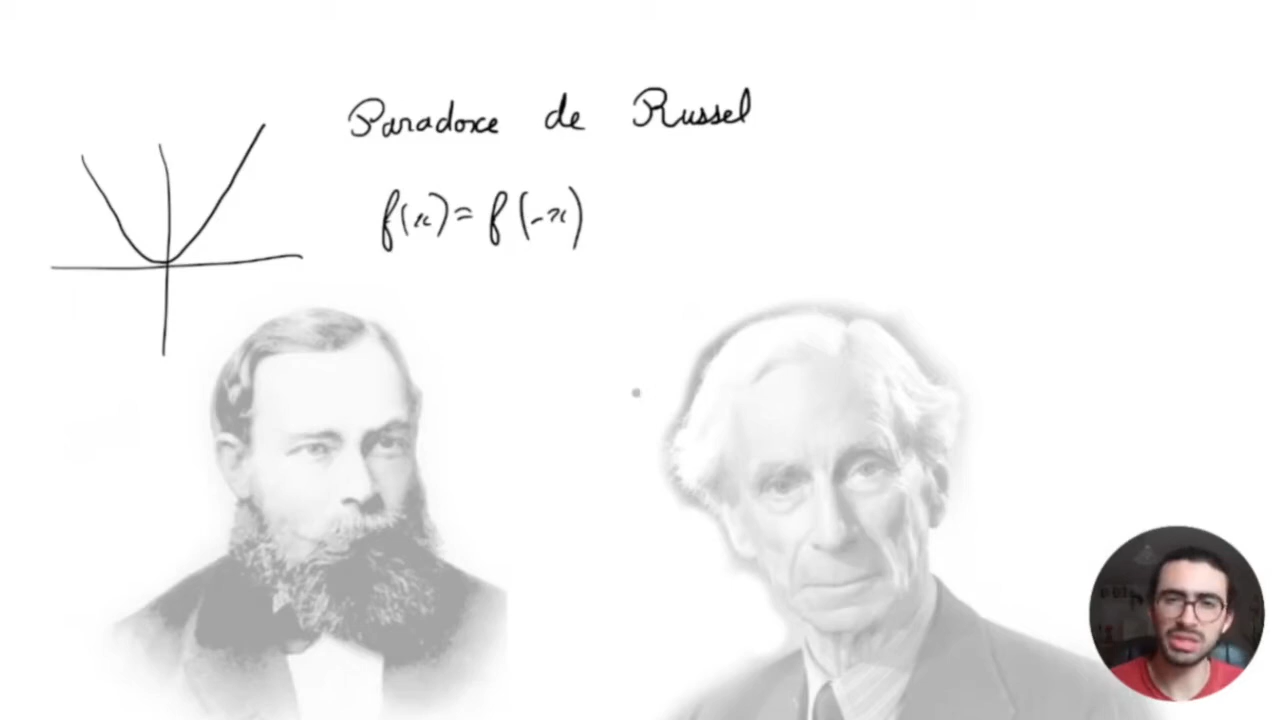 Paradoxe de Russel
f(x) = f(-x)